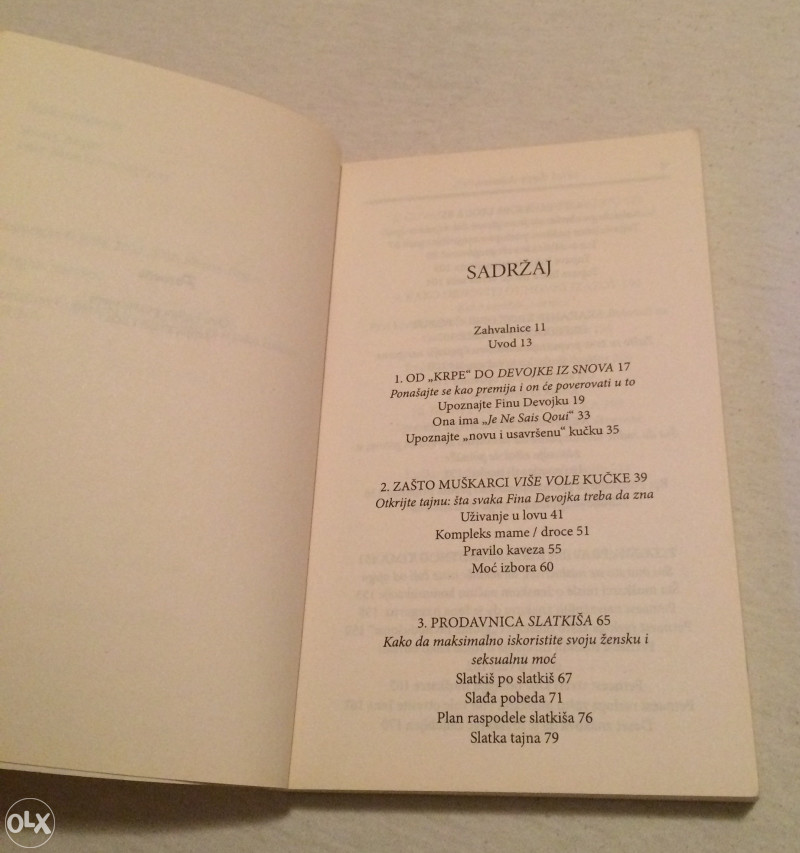 SADRŽAJ
Zahvalnice 11
Uvod 13
1. OD „KRPE“ DO DEVOJKE IZ SNOVA 17
Ponašajte se kao premija i on će poverovati u to
Upoznajte Finu Devojku 19
Ona ima „Je Ne Sais Qoui“ 33
Upoznajte „novu i usavršenu“ kučku 35
2. ZAŠTO MUŠKARCI VIŠE VOLE KUČKE 39
Otkrijte tajnu: šta svaka Fina Devojka treba da zna
Uživanje u lovu 41
Kompleks mame / droce 51
Pravilo kaveza 55
Moć izbora 60
3. PRODAVNICA SLATKIŠA 65
Kako da maksimalno iskoristite svoju žensku i
seksualnu moć
Slatkiš po slatkiš 67
Slađa pobeda 71
Plan raspodele slatkiša 76
Slatka tajna 79
OLX